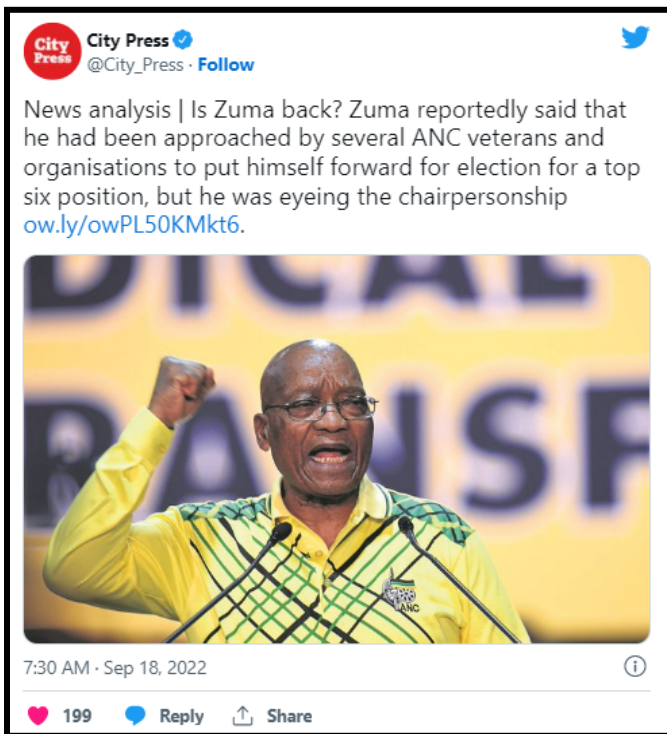 City
Press
City Press
@City_Press · Follow
News analysis | Is Zuma back? Zuma reportedly said that
he had been approached by several ANC veterans and
organisations to put himself forward for election for a top
six position, but he was eyeing the chairpersonship
ow.ly/owPL50KMkt6.
DICAL
RANSF
ANC
7:30 AM · Sep 18, 2022
199 Reply Share